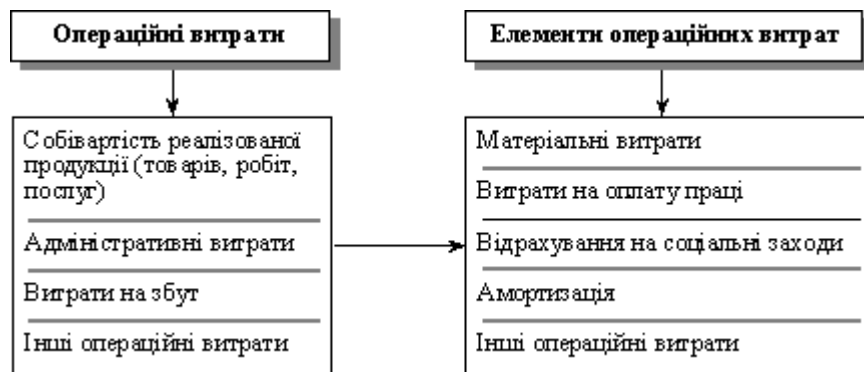 Операційні витрати
Собівартість реалізованої
продукції (товарів, робіт,
послуг)
Адміністративні витрати
Витрати на збут
Інші операційні витрати
Елементи операційних витрат
Матеріальні витрати
Витрати на оплату праці
Відрахування на соціальні заходи
Амортизація
Інші операційні витрати